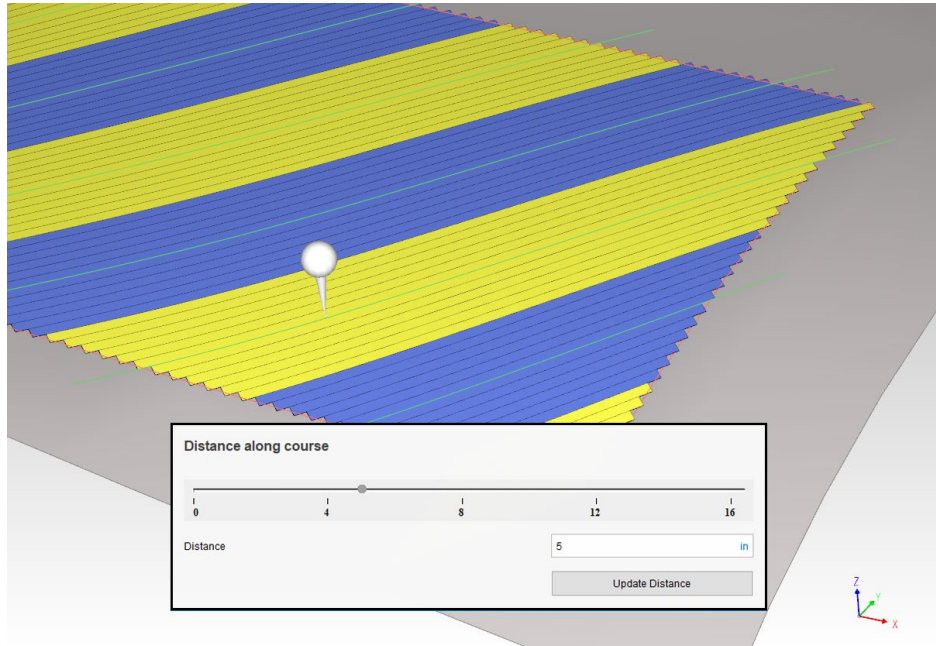 Distance along course
0 4 8 12 16
Distance 5 in
Update Distance
Z
Y
X